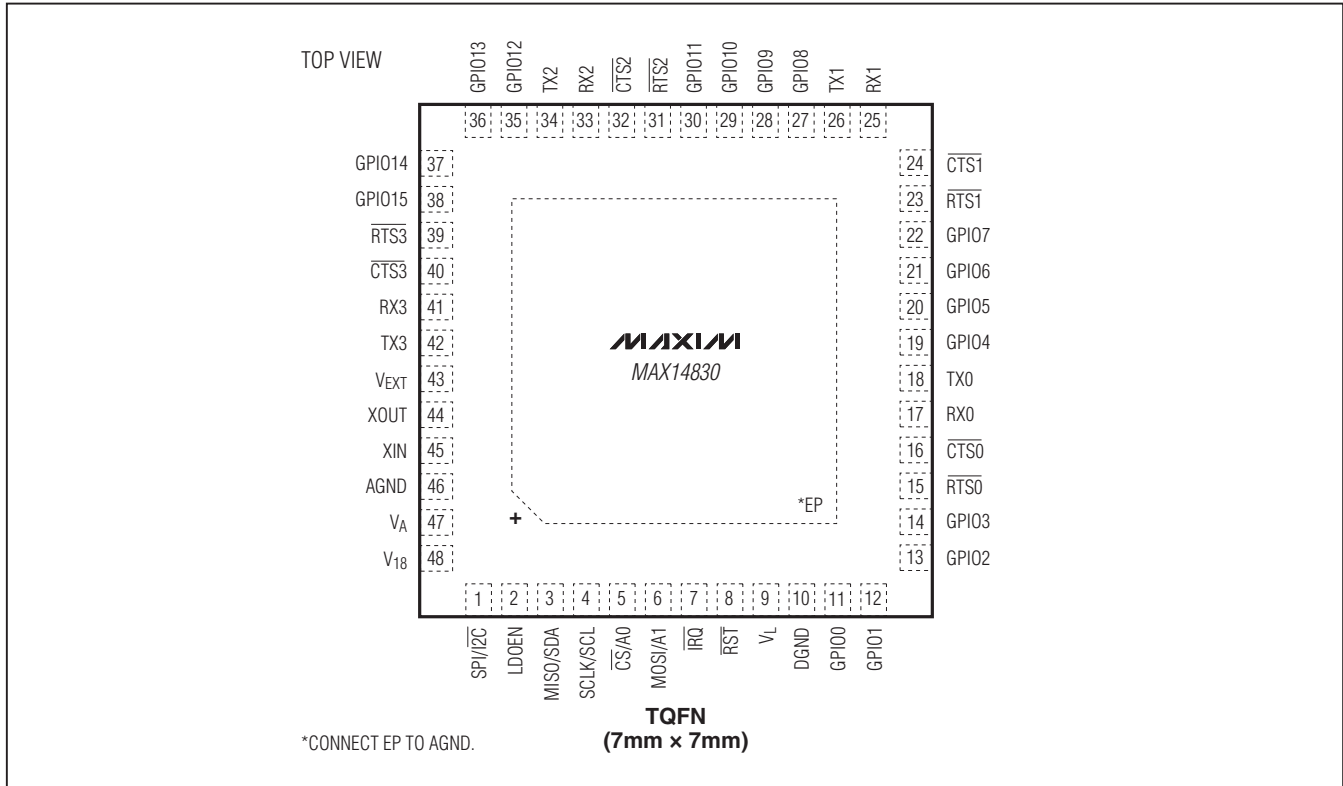 TOP VIEW
GPIO13
GPIO12
TX2
RX2
CTS2
RTS2
GPIO11
GPIO10
GPIO9
GPIO8
TX1
RX1
36 35 34 33 32 31 30 29 28 27 26 25
GPIO14 37
GPIO15 38
RTS3 39
CTS3 40
RX3 41
TX3 42
VEXT 43
XOUT 44
XIN 45
AGND 46
VA 47
V18 48
24 CTS1
23 RTS1
22 GPIO7
21 GPIO6
20 GPIO5
19 GPIO4
18 TX0
17 RX0
16 CTS0
15 RTS0
14 GPIO3
13 GPIO2
MAXIM
MAX14830
*EP
+
1 2 3 4 5 6 7 8 9 10 11 12
SPI/I2C
LDOEN
MISO/SDA
SCLK/SCL
CS/A0
MOSI/A1
IRQ
RST
VL
DGND
GPIO0
GPIO1
TQFN
(7mm × 7mm)
*CONNECT EP TO AGND.